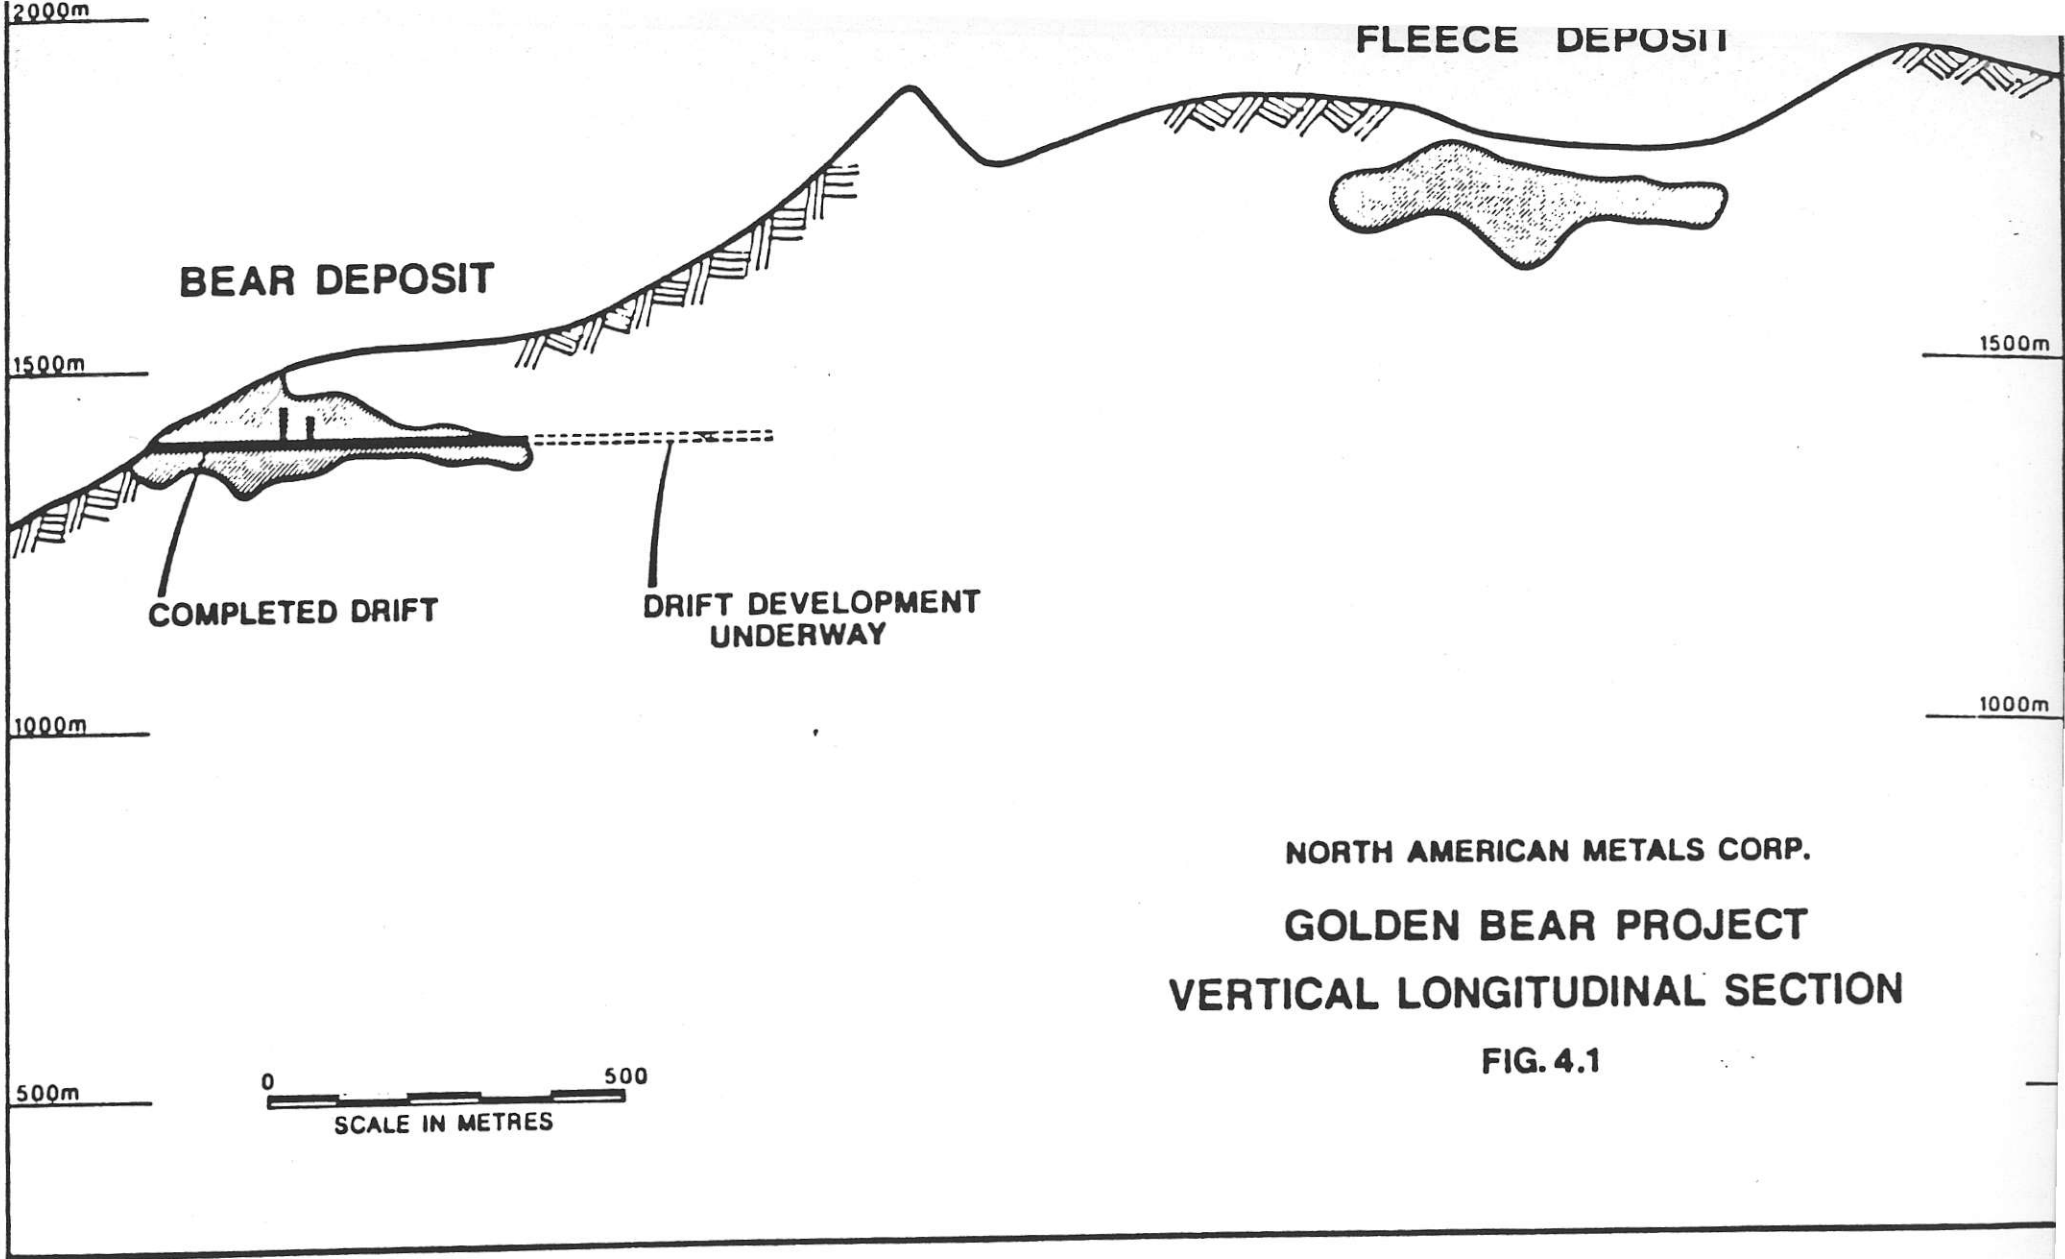 2000m
FLEECE DEPOSIT
BEAR DEPOSIT
1500m
1500m
COMPLETED DRIFT
DRIFT DEVELOPMENT
UNDERWAY
1000m
1000m
NORTH AMERICAN METALS CORP.
GOLDEN BEAR PROJECT
VERTICAL LONGITUDINAL SECTION
FIG. 4.1
0 500
500m
SCALE IN METRES